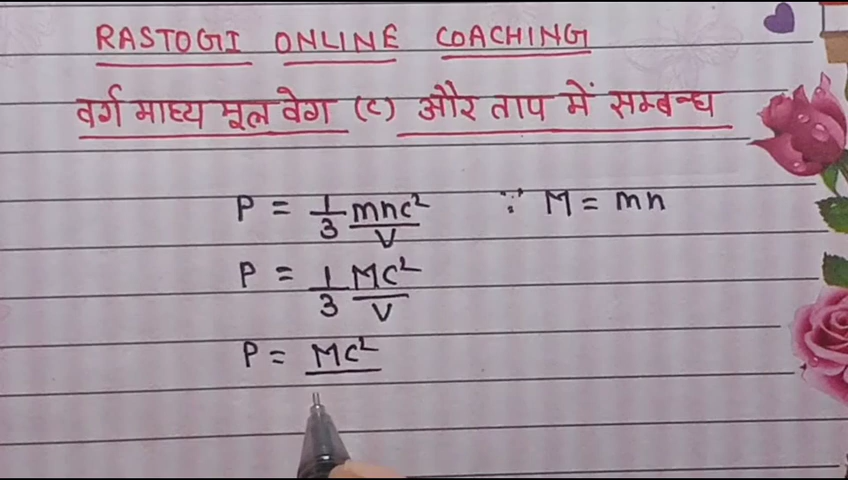 RASTOGI ONLINE COACHING
वर्ग माध्य मूल वेग (c) और ताप में सम्बन्ध
P = 1/3 mnc²/V ∵ M = mn
P = 1/3 Mc²/V
P = Mc²